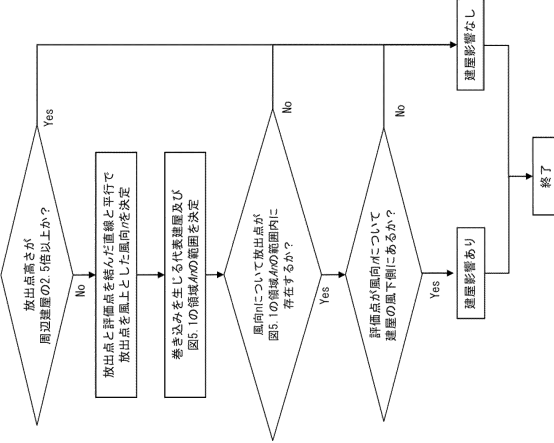 放出点高さが
周辺建屋の2.5倍以上か？
Yes
No
放出点と評価点を結んだ直線と平行で
放出点を風上とした風向nを決定
巻き込みを生じる代表建屋及び
図5.1の領域Anの範囲を決定
風向nについて放出点が
図5.1の領域Anの範囲内に
存在するか？
No
Yes
評価点が風向nについて
建屋の風下側にあるか？
No
Yes
建屋影響あり
建屋影響なし
終了